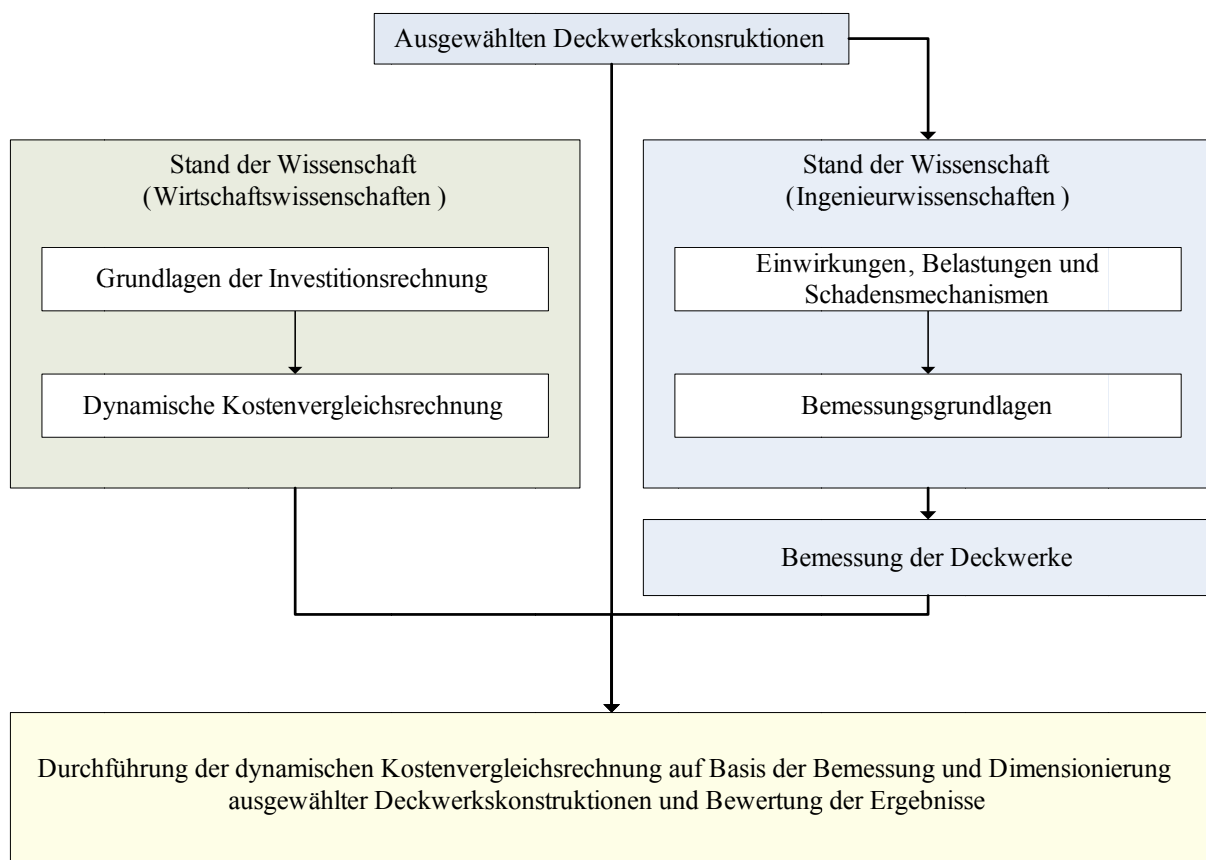 Ausgewählten Deckwerkskonsruktionen
Stand der Wissenschaft
(Wirtschaftswissenschaften )
Grundlagen der Investitionsrechnung
Dynamische Kostenvergleichsrechnung
Stand der Wissenschaft
(Ingenieurwissenschaften )
Einwirkungen, Belastungen und
Schadensmechanismen
Bemessungsgrundlagen
Bemessung der Deckwerke
Durchführung der dynamischen Kostenvergleichsrechnung auf Basis der Bemessung und Dimensionierung
ausgewählter Deckwerkskonstruktionen und Bewertung der Ergebnisse